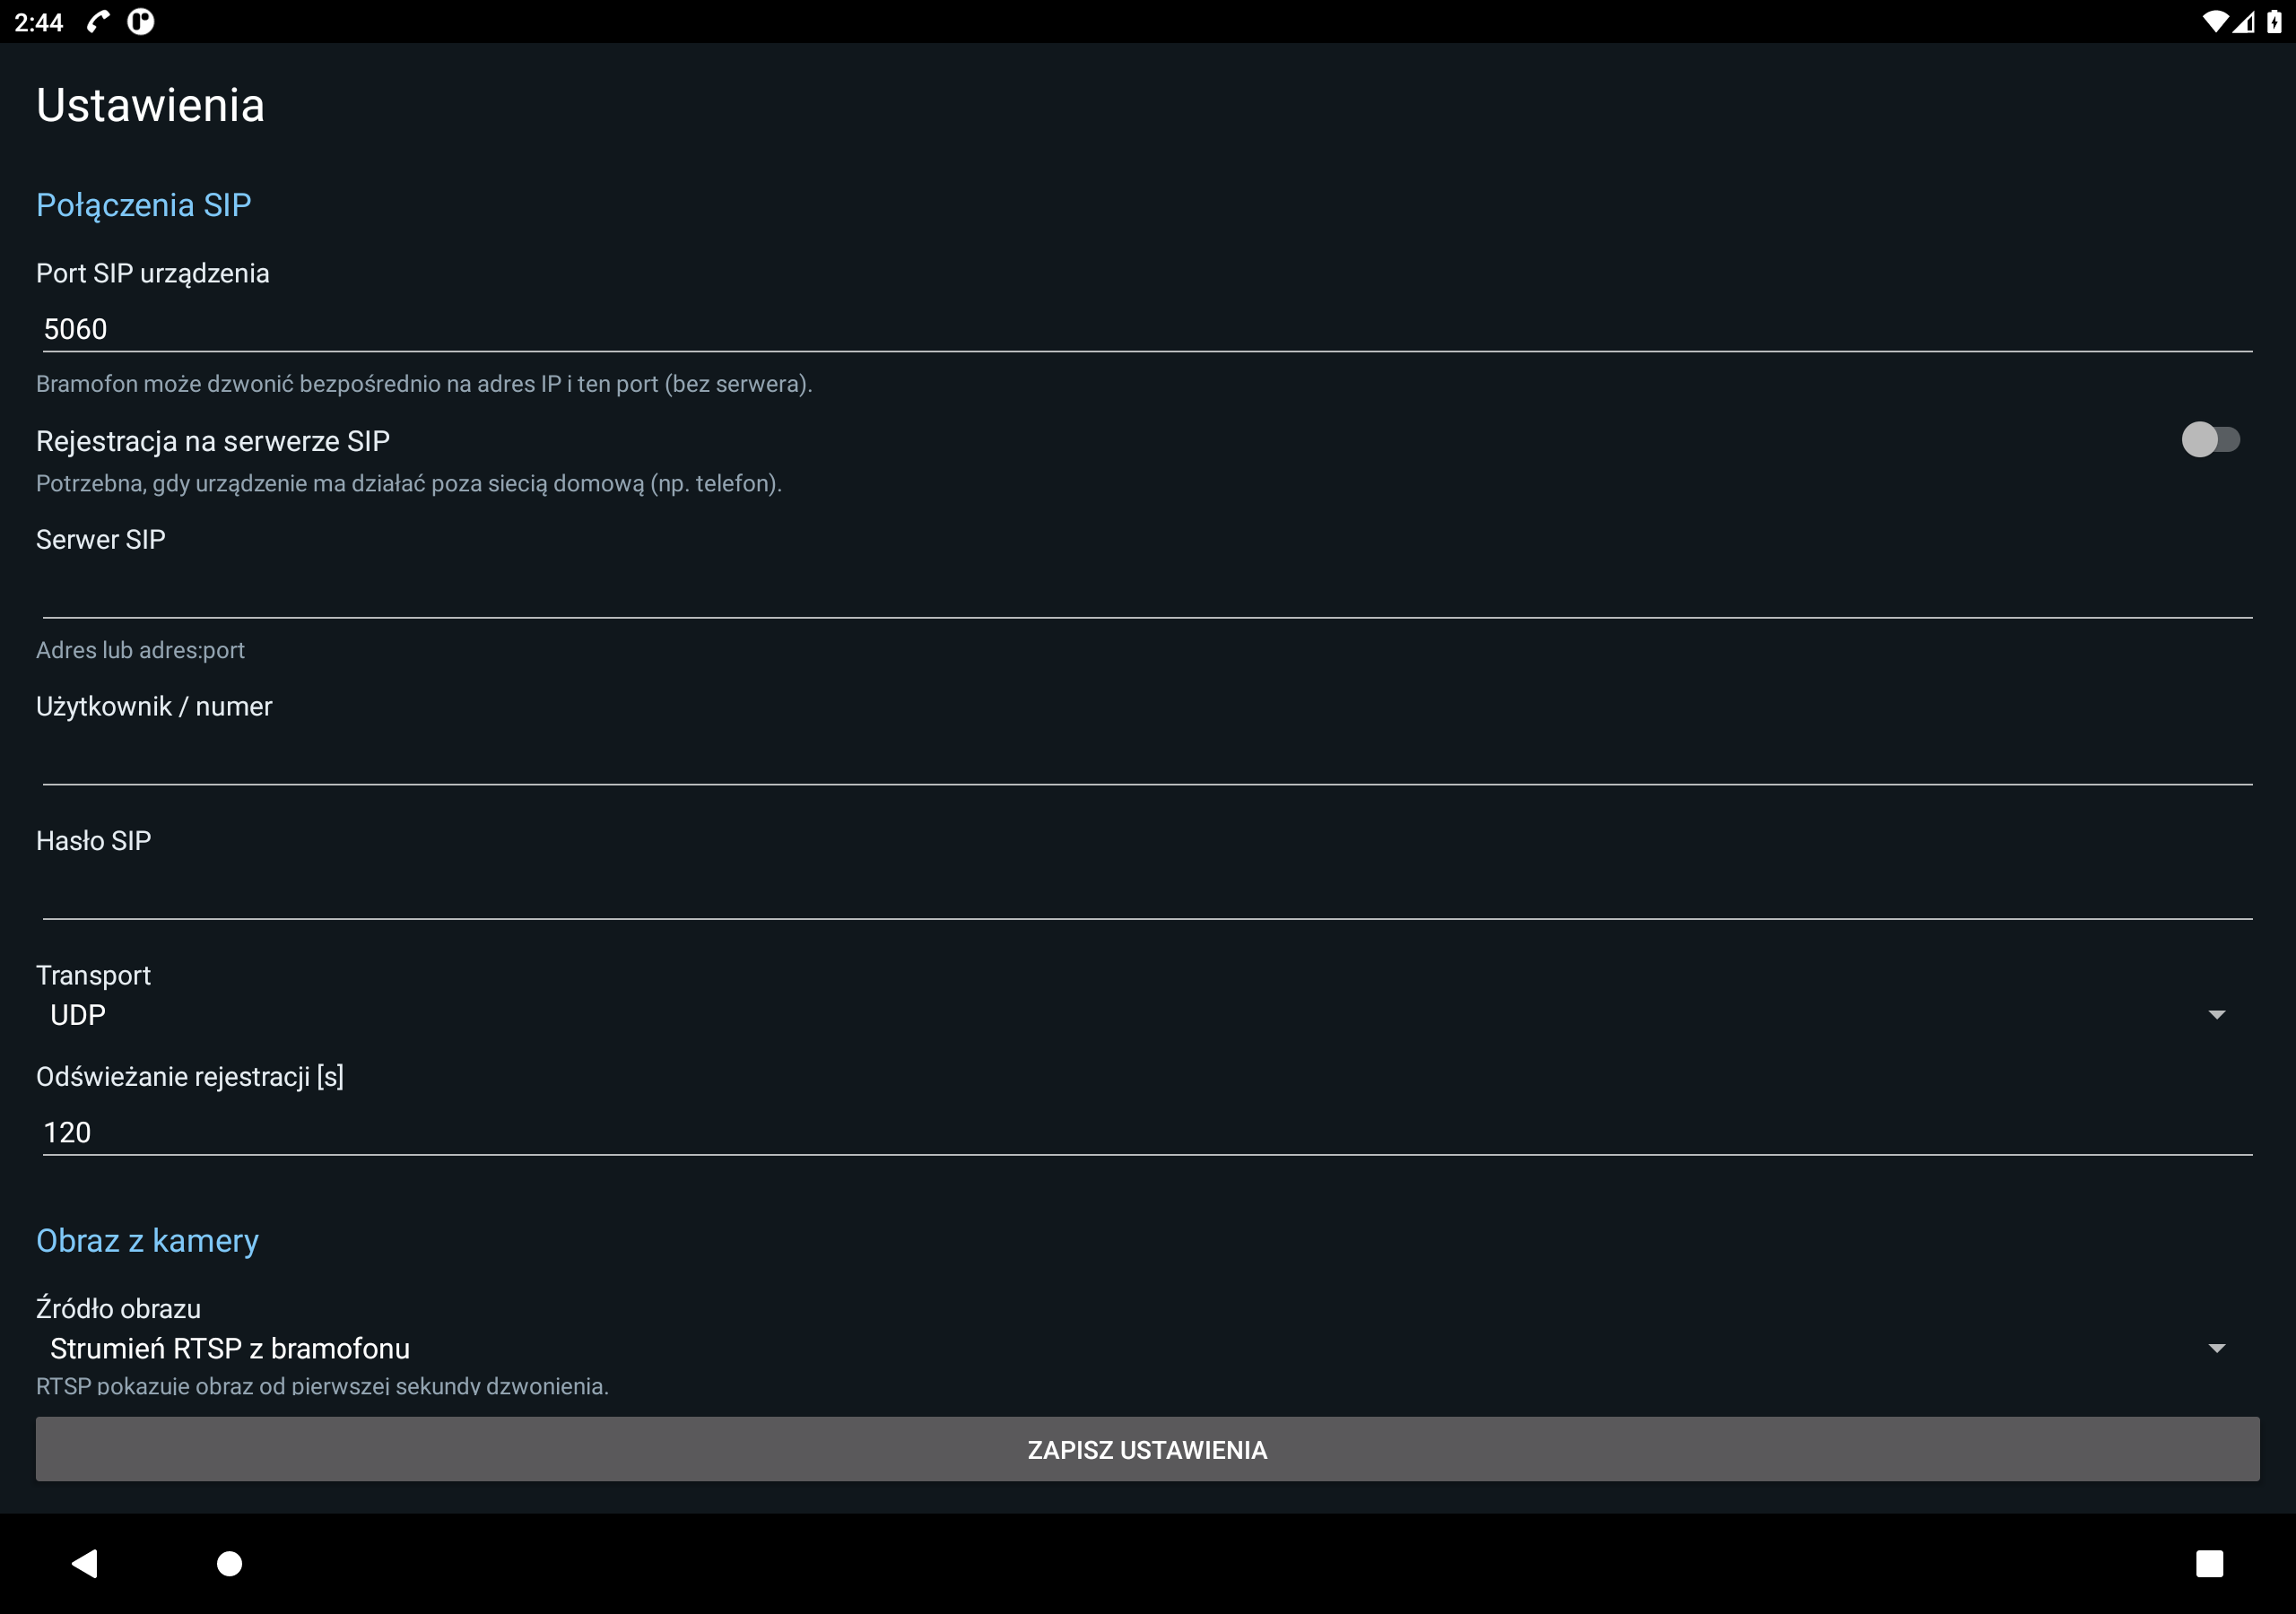 2:44
Ustawienia
Połączenia SIP
Port SIP urządzenia
5060
Bramofon może dzwonić bezpośrednio na adres IP i ten port (bez serwera).
Rejestracja na serwerze SIP
Potrzebna, gdy urządzenie ma działać poza siecią domową (np. telefon).
Serwer SIP
Adres lub adres:port
Użytkownik / numer
Hasło SIP
Transport
UDP
Odświeżanie rejestracji [s]
120
Obraz z kamery
Źródło obrazu
Strumień RTSP z bramofonu
RTSP pokazuje obraz od pierwszej sekundy dzwonienia.
ZAPISZ USTAWIENIA